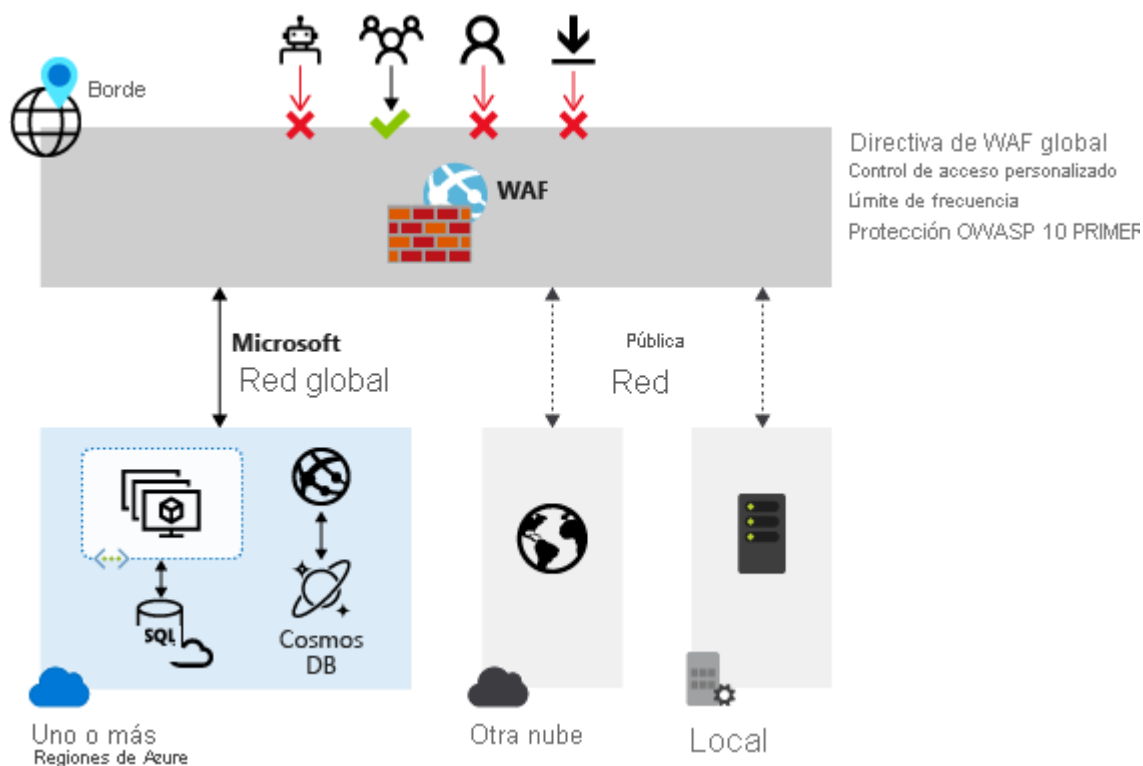 Borde
WAF
Directiva de WAF global
Control de acceso personalizado
Límite de frecuencia
Protección OWASP 10 PRIMER
Microsoft
Red global
Pública
Red
SQL
Cosmos
DB
Uno o más
Regiones de Azure
Otra nube
Local